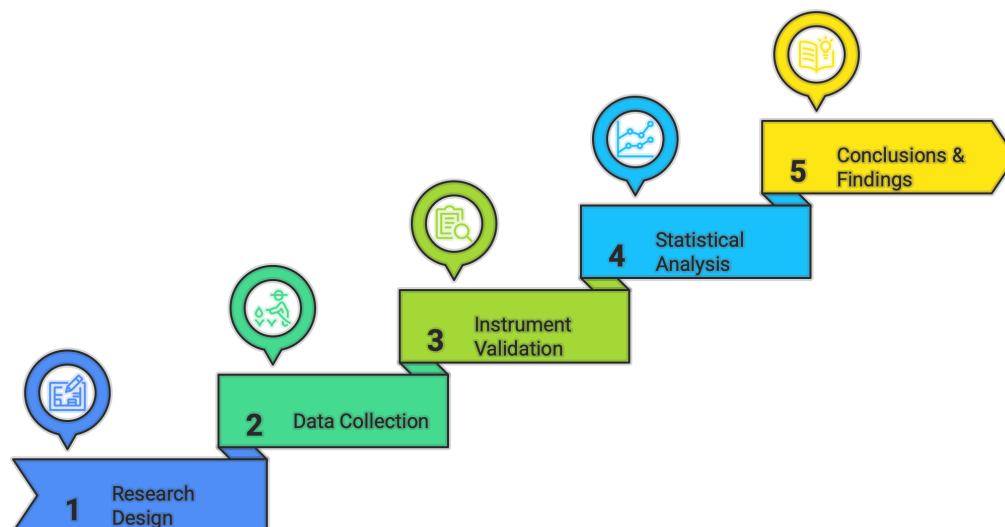 1
Research
Design
2
Data Collection
3
Instrument
Validation
4
Statistical
Analysis
5
Conclusions &
Findings